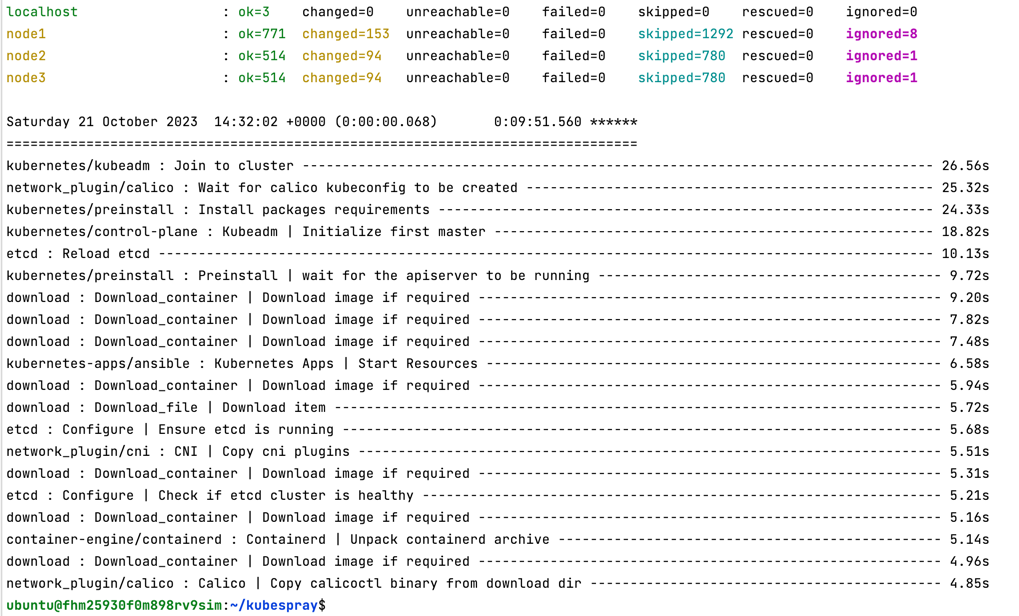 localhost                  : ok=3    changed=0    unreachable=0    failed=0    skipped=0    rescued=0    ignored=0
node1                      : ok=771  changed=153  unreachable=0    failed=0    skipped=1292 rescued=0    ignored=8
node2                      : ok=514  changed=94   unreachable=0    failed=0    skipped=780  rescued=0    ignored=1
node3                      : ok=514  changed=94   unreachable=0    failed=0    skipped=780  rescued=0    ignored=1
Saturday 21 October 2023  14:32:02 +0000 (0:00:00.068)       0:09:51.560 ******
===============================================================================
kubernetes/kubeadm : Join to cluster ------------------------------------------------------------------------------- 26.56s
network_plugin/calico : Wait for calico kubeconfig to be created --------------------------------------------------- 25.32s
kubernetes/preinstall : Install packages requirements -------------------------------------------------------------- 24.33s
kubernetes/control-plane : Kubeadm | Initialize first master ------------------------------------------------------- 18.82s
etcd : Reload etcd ------------------------------------------------------------------------------------------------- 10.13s
kubernetes/preinstall : Preinstall | wait for the apiserver to be running ------------------------------------------- 9.72s
download : Download_container | Download image if required ---------------------------------------------------------- 9.20s
download : Download_container | Download image if required ---------------------------------------------------------- 7.82s
download : Download_container | Download image if required ---------------------------------------------------------- 7.48s
kubernetes-apps/ansible : Kubernetes Apps | Start Resources --------------------------------------------------------- 6.58s
download : Download_container | Download image if required ---------------------------------------------------------- 5.94s
download : Download_file | Download item ---------------------------------------------------------------------------- 5.72s
etcd : Configure | Ensure etcd is running --------------------------------------------------------------------------- 5.68s
network_plugin/cni : CNI | Copy cni plugins ------------------------------------------------------------------------- 5.51s
download : Download_container | Download image if required ---------------------------------------------------------- 5.31s
etcd : Configure | Check if etcd cluster is healthy ----------------------------------------------------------------- 5.21s
download : Download_container | Download image if required ---------------------------------------------------------- 5.16s
container-engine/containerd : Containerd | Unpack containerd archive ------------------------------------------------ 5.14s
download : Download_container | Download image if required ---------------------------------------------------------- 4.96s
network_plugin/calico : Calico | Copy calicoctl binary from download dir -------------------------------------------- 4.85s
ubuntu@fhm25930f0m898rv9sim:~/kubespray$